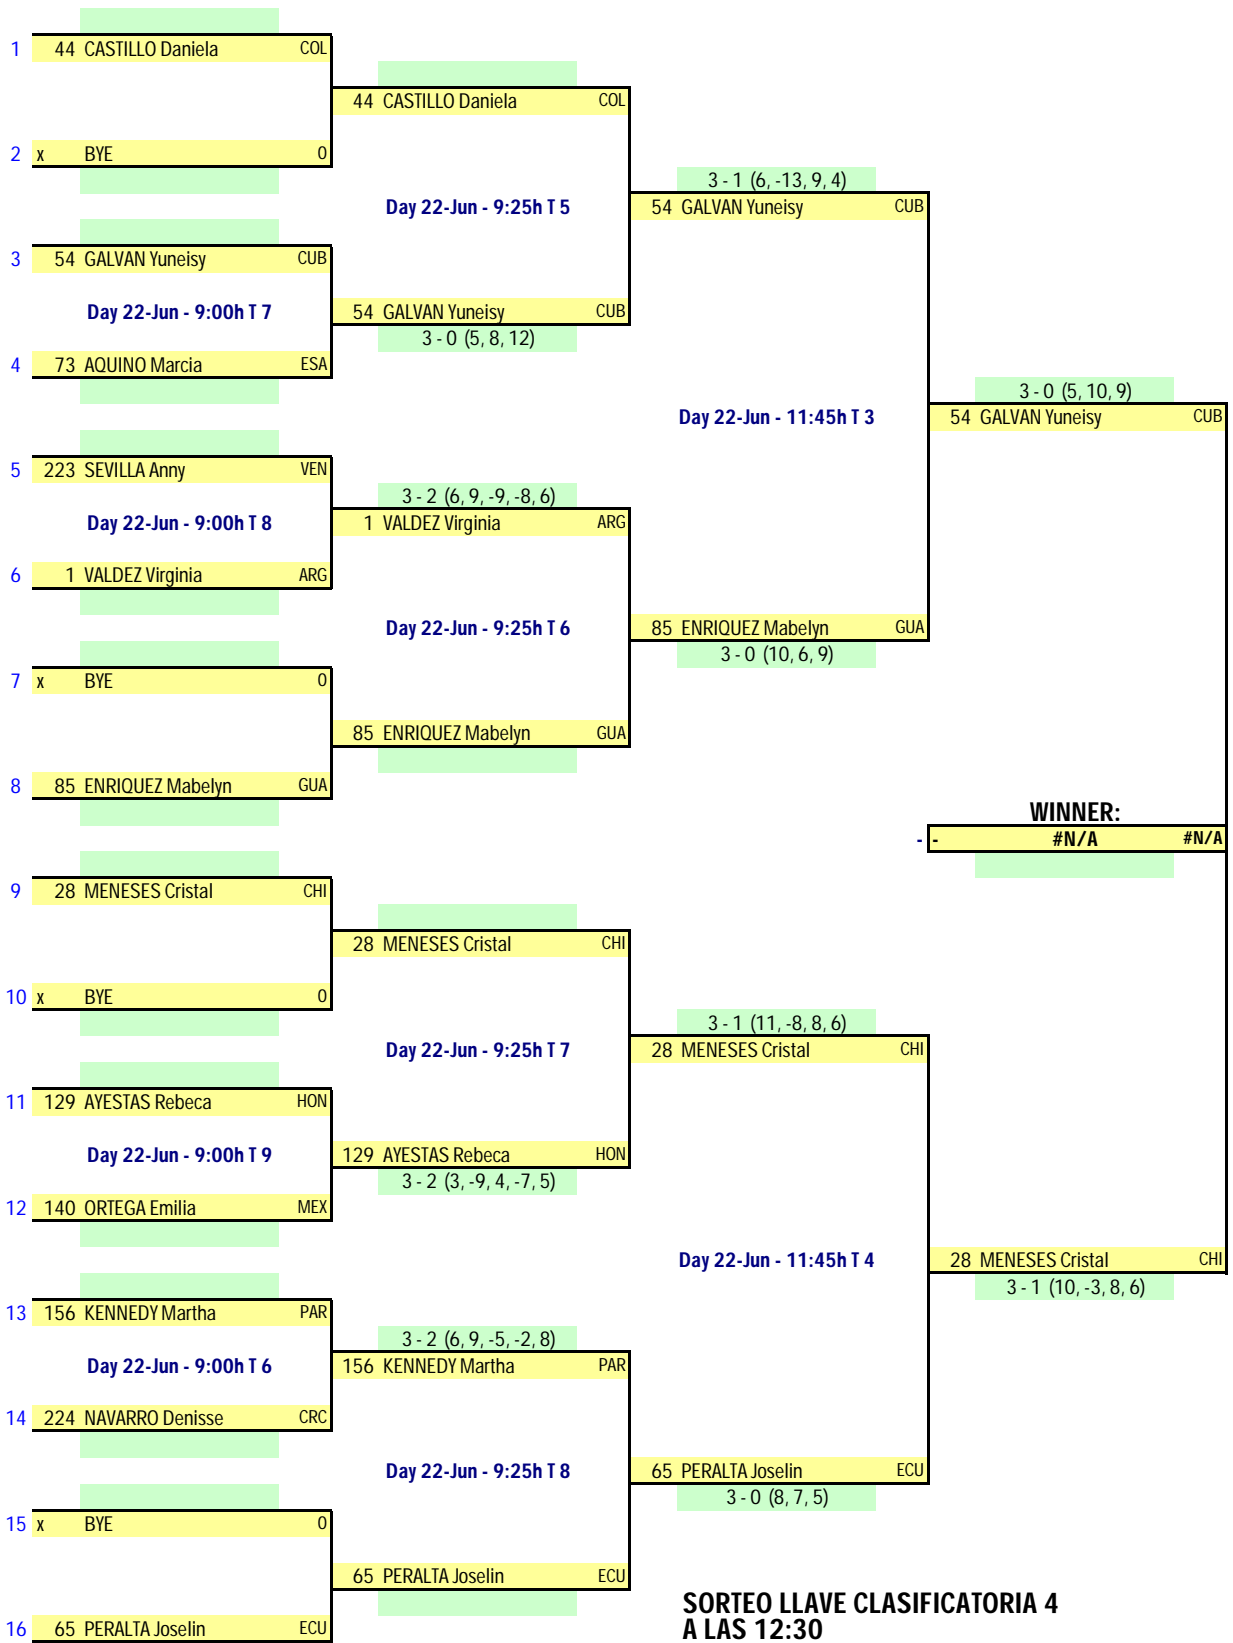 1 44 CASTILLO Daniela COL
44 CASTILLO Daniela COL
2 x BYE 0
3 - 1 (6, -13, 9, 4)
Day 22-Jun - 9:25h T 5
54 GALVAN Yuneisy CUB
3 54 GALVAN Yuneisy CUB
Day 22-Jun - 9:00h T 7
54 GALVAN Yuneisy CUB
3 - 0 (5, 8, 12)
4 73 AQUINO Marcia ESA
3 - 0 (5, 10, 9)
Day 22-Jun - 11:45h T 3
54 GALVAN Yuneisy CUB
5 223 SEVILLA Anny VEN
3 - 2 (6, 9, -9, -8, 6)
Day 22-Jun - 9:00h T 8
1 VALDEZ Virginia ARG
6 1 VALDEZ Virginia ARG
Day 22-Jun - 9:25h T 6
85 ENRIQUEZ Mabelyn GUA
3 - 0 (10, 6, 9)
7 x BYE 0
85 ENRIQUEZ Mabelyn GUA
8 85 ENRIQUEZ Mabelyn GUA
WINNER:
- - #N/A #N/A
9 28 MENESES Cristal CHI
28 MENESES Cristal CHI
10 x BYE 0
3 - 1 (11, -8, 8, 6)
Day 22-Jun - 9:25h T 7
28 MENESES Cristal CHI
11 129 AYESTAS Rebeca HON
Day 22-Jun - 9:00h T 9
129 AYESTAS Rebeca HON
3 - 2 (3, -9, 4, -7, 5)
12 140 ORTEGA Emilia MEX
Day 22-Jun - 11:45h T 4
28 MENESES Cristal CHI
3 - 1 (10, -3, 8, 6)
13 156 KENNEDY Martha PAR
3 - 2 (6, 9, -5, -2, 8)
Day 22-Jun - 9:00h T 6
156 KENNEDY Martha PAR
14 224 NAVARRO Denisse CRC
Day 22-Jun - 9:25h T 8
65 PERALTA Joselin ECU
3 - 0 (8, 7, 5)
15 x BYE 0
65 PERALTA Joselin ECU
SORTEO LLAVE CLASIFICATORIA 4
A LAS 12:30
16 65 PERALTA Joselin ECU